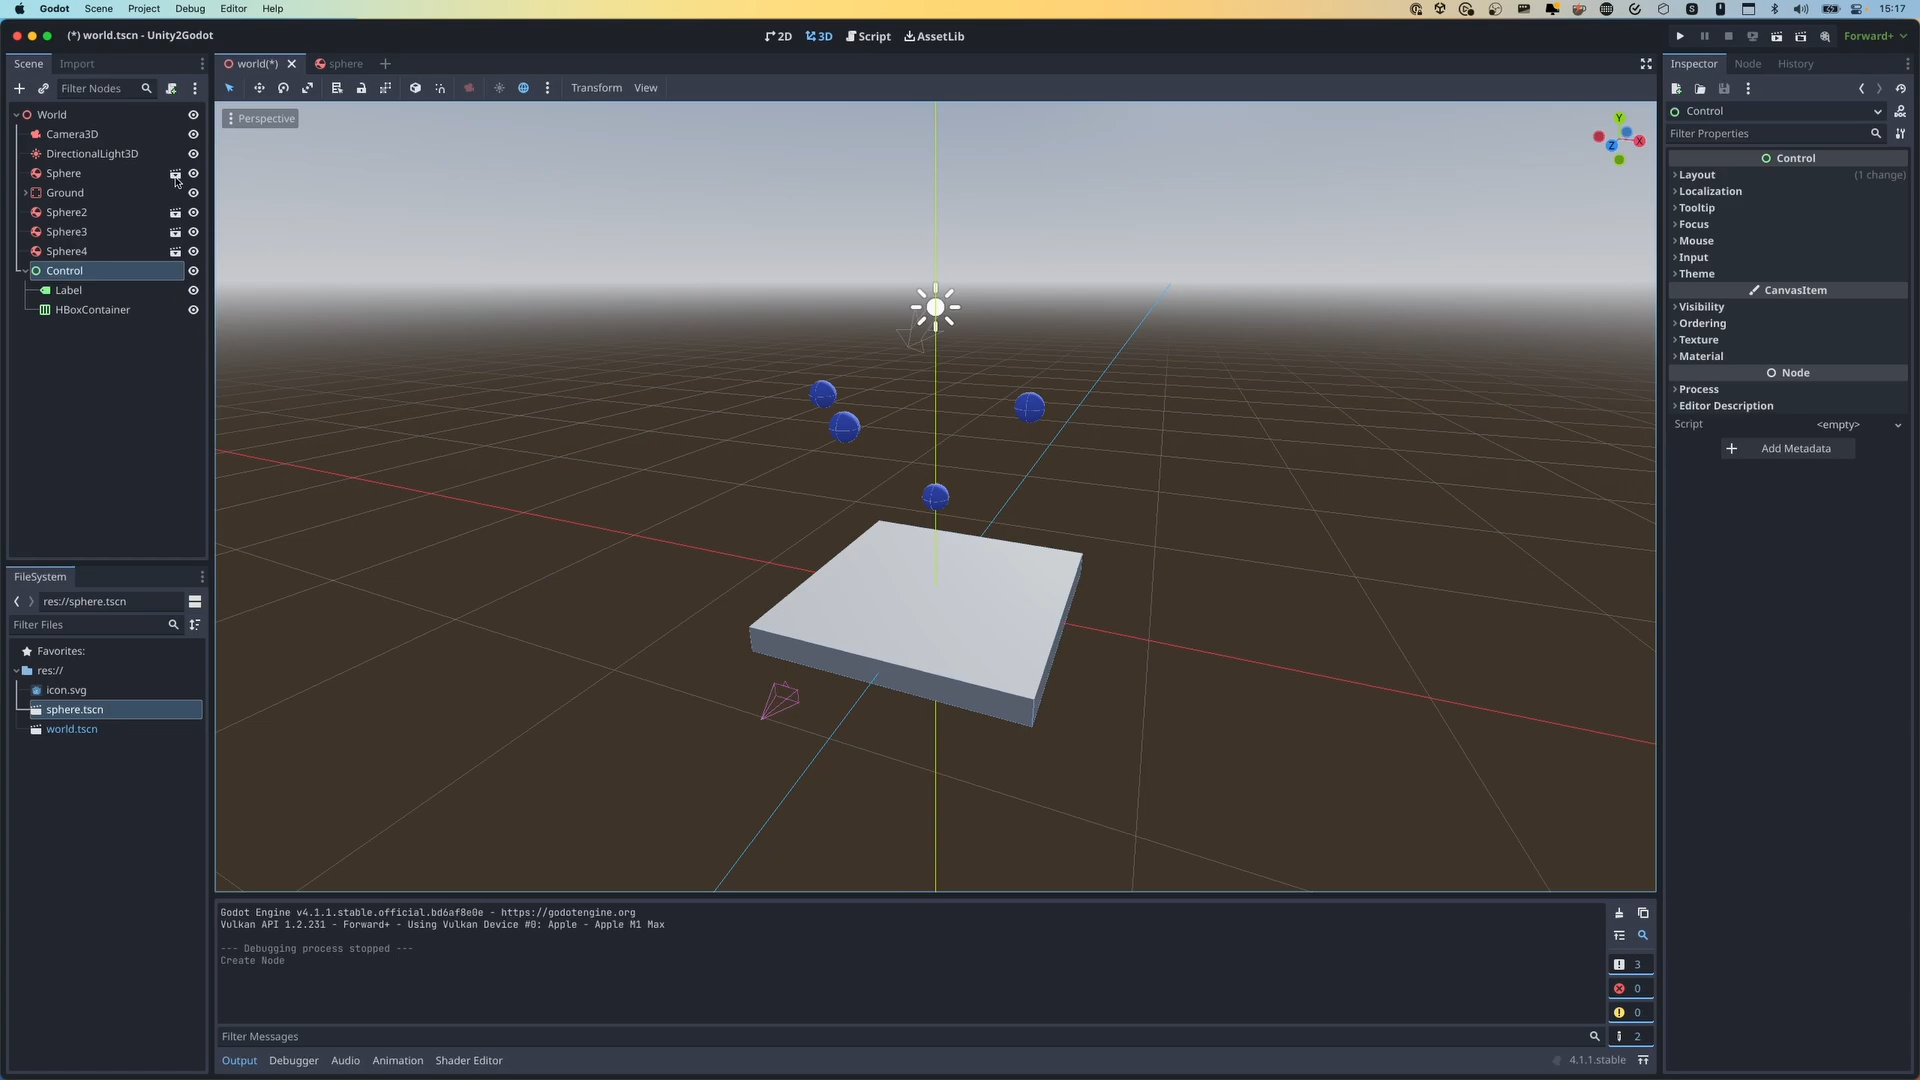 Godot Scene Project Debug Editor Help 15:17
(*) world.tscn - Unity2Godot
2D 3D Script AssetLib
Forward+
Scene Import
world(*) sphere
Inspector Node History
Filter Nodes
Transform View
World
Camera3D
DirectionalLight3D
Sphere
Ground
Sphere2
Sphere3
Sphere4
Control
Label
HBoxContainer
Perspective
Y
X
Z
Control
Filter Properties
Control
Layout (1 change)
Localization
Tooltip
Focus
Mouse
Input
Theme
CanvasItem
Visibility
Ordering
Texture
Material
Node
Process
Editor Description
Script <empty>
Add Metadata
FileSystem
res://sphere.tscn
Filter Files
Favorites:
res://
icon.svg
sphere.tscn
world.tscn
Godot Engine v4.1.1.stable.official.bd6af8e0e - https://godotengine.org
Vulkan API 1.2.231 - Forward+ - Using Vulkan Device #0: Apple - Apple M1 Max
--- Debugging process stopped ---
Create Node
3
0
0
2
Filter Messages
Output Debugger Audio Animation Shader Editor
4.1.1.stable